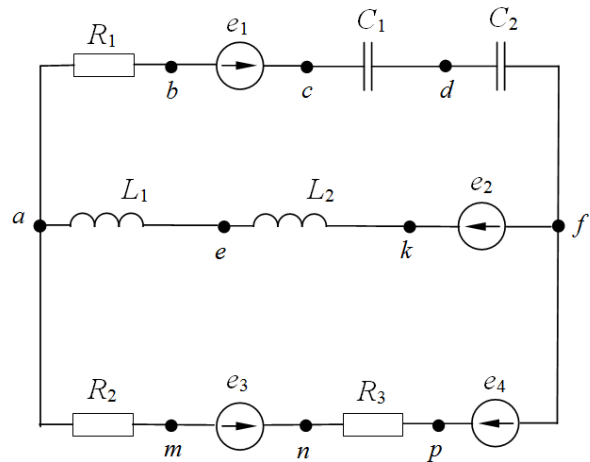 R₁ e₁ C₁ C₂
b c d
L₁ L₂ e₂
a e k f
R₂ e₃ R₃ e₄
m n p